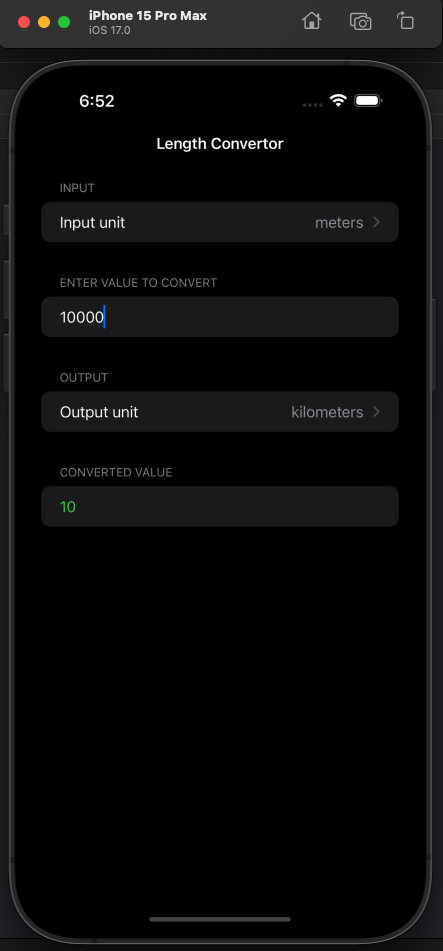 iPhone 15 Pro Max
iOS 17.0
6:52
Length Convertor
INPUT
Input unit meters
ENTER VALUE TO CONVERT
10000
OUTPUT
Output unit kilometers
CONVERTED VALUE
10